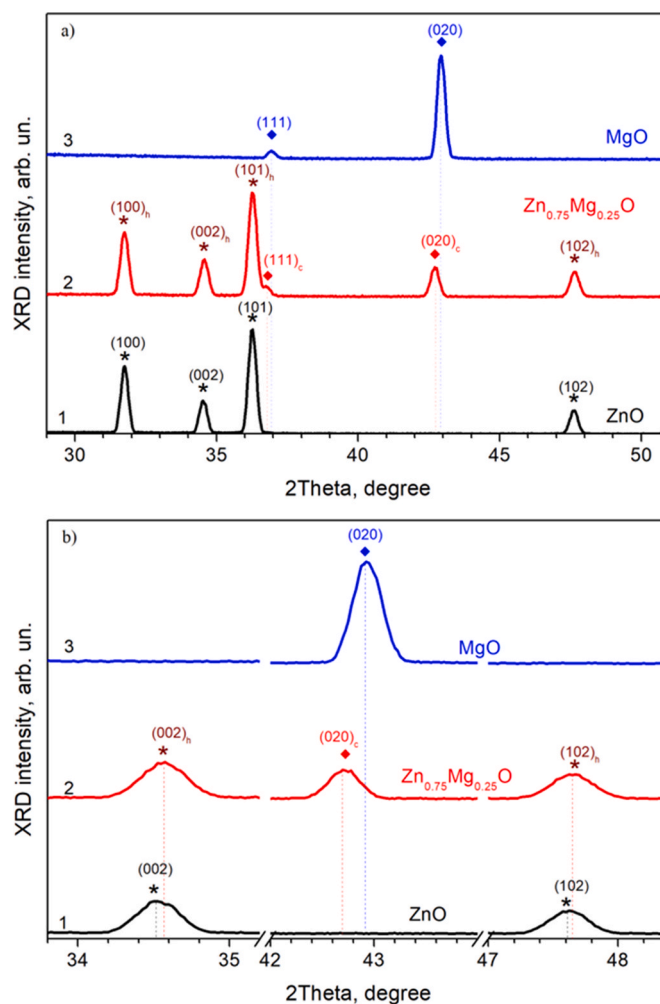 a)
(020)
(111)
3
MgO
(101)h
(100)h
Zn0.75Mg0.25O
(002)h
(111)c
(020)c
(102)h
2
(101)
(100)
(002)
(102)
1
ZnO
30 35 40 45 50
2Theta, degree
XRD intensity, arb. un.
b)
(020)
3
MgO
(002)h
(020)c
(102)h
2
Zn0.75Mg0.25O
(002)
(102)
1
ZnO
34 35 42 43 47 48
2Theta, degree
XRD intensity, arb. un.